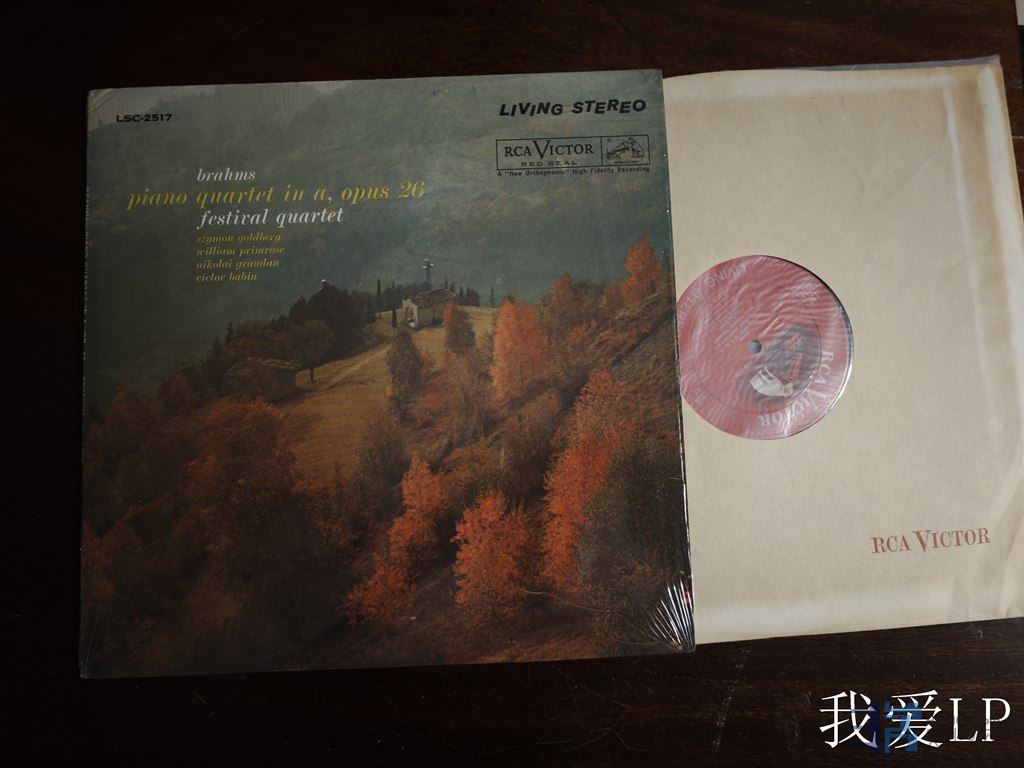 LSC-2517
LIVING STEREO
RCA VICTOR
RED SEAL
A "New Orthophonic" High Fidelity Recording
brahms
piano quartet in a, opus 26
festival quartet
szymon goldberg
william primrose
nikolai graudan
victor babin
LIVING
RCA VICTOR
RCA VICTOR
我爱LP